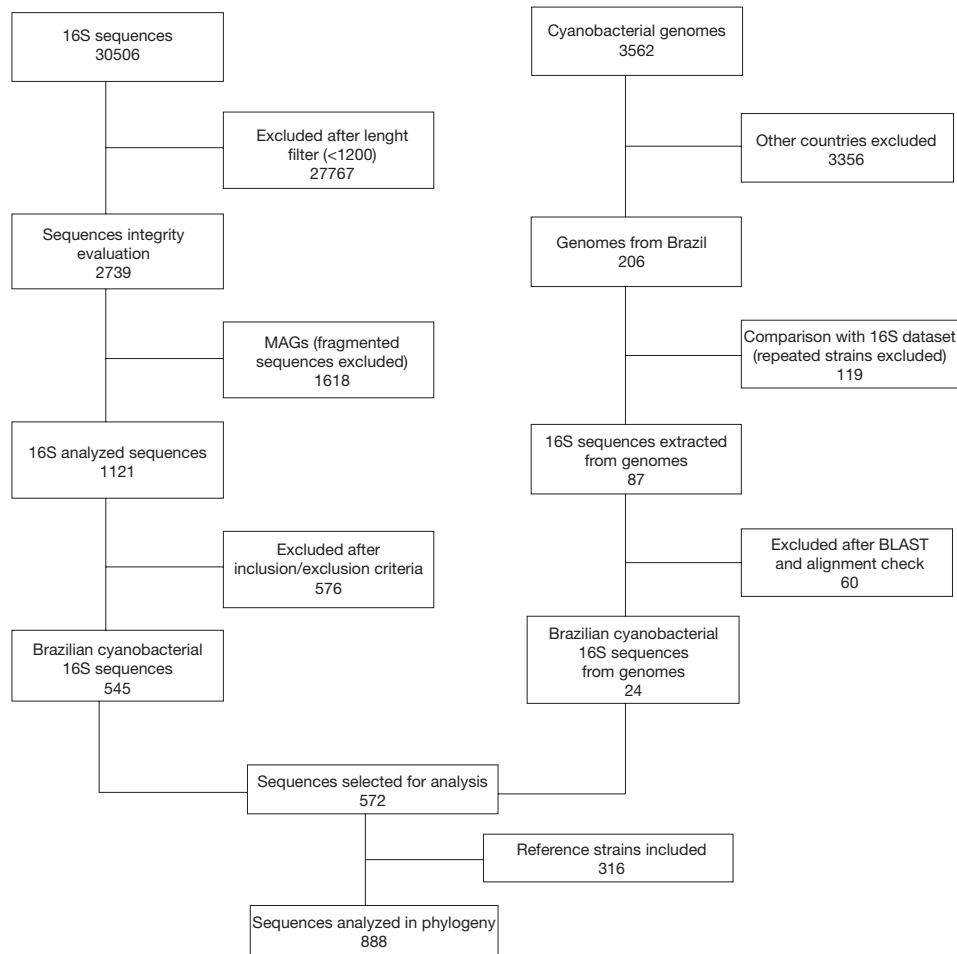 16S sequences
30506
Excluded after lenght
filter (<1200)
27767
Sequences integrity
evaluation
2739
MAGs (fragmented
sequences excluded)
1618
16S analyzed sequences
1121
Excluded after
inclusion/exclusion criteria
576
Brazilian cyanobacterial
16S sequences
545
Cyanobacterial genomes
3562
Other countries excluded
3356
Genomes from Brazil
206
Comparison with 16S dataset
(repeated strains excluded)
119
16S sequences extracted
from genomes
87
Excluded after BLAST
and alignment check
60
Brazilian cyanobacterial
16S sequences
from genomes
24
Sequences selected for analysis
572
Reference strains included
316
Sequences analyzed in phylogeny
888